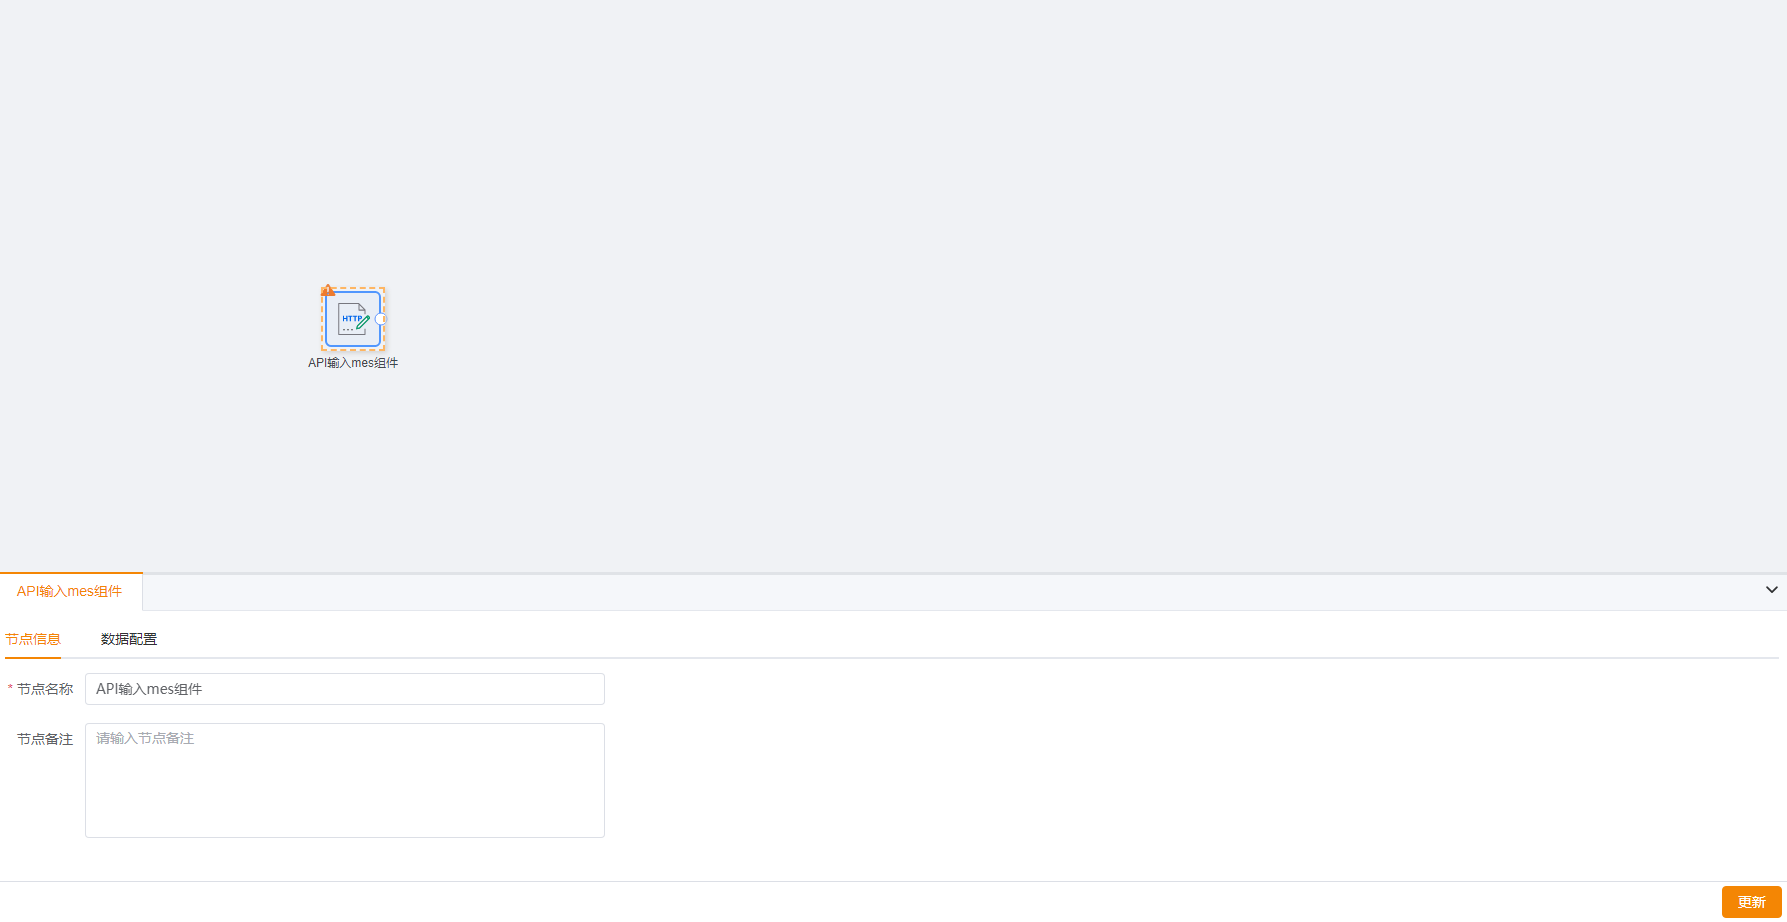 HTTP
API输入mes组件
API输入mes组件
节点信息 数据配置
* 节点名称 API输入mes组件
节点备注 请输入节点备注
更新